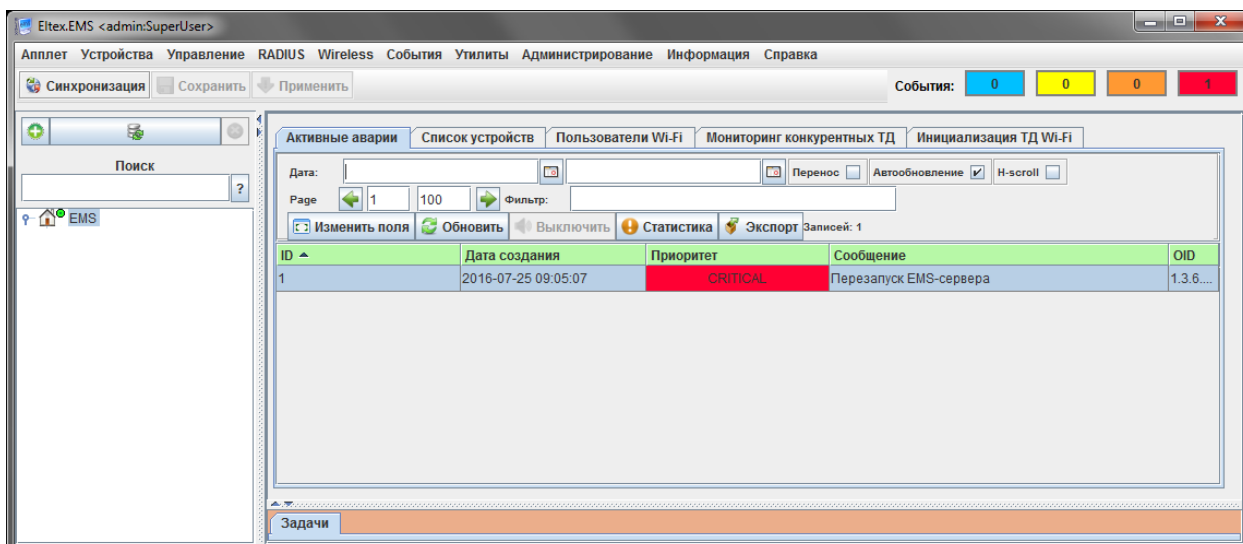 Eltex.EMS <admin:SuperUser>
Апплет Устройства Управление RADIUS Wireless События Утилиты Администрирование Информация Справка
Синхронизация Сохранить Применить События: 0 0 0 1
Поиск
?
EMS
Активные аварии Список устройств Пользователи Wi-Fi Мониторинг конкурентных ТД Инициализация ТД Wi-Fi
Дата: Перенос Автообновление H-scroll
Page 1 100 Фильтр:
Изменить поля Обновить Выключить Статистика Экспорт Записей: 1
ID Дата создания Приоритет Сообщение OID
1 2016-07-25 09:05:07 CRITICAL Перезапуск EMS-сервера 1.3.6....
Задачи